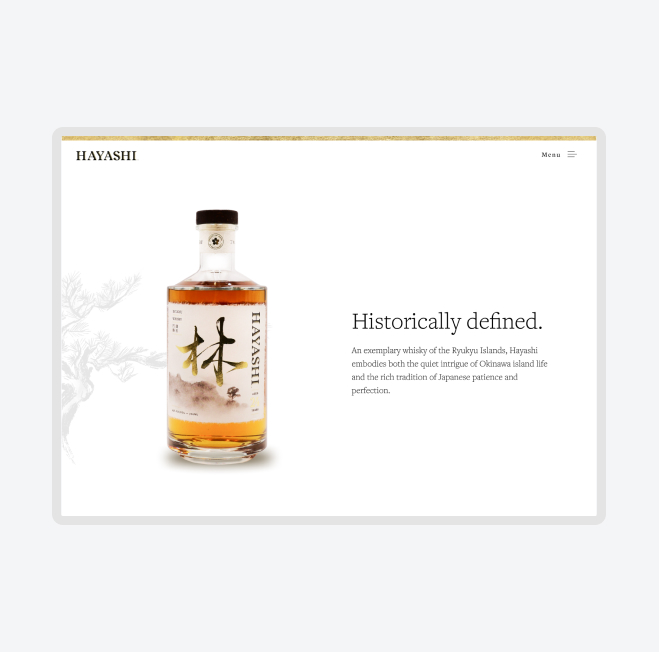 HAYASHI
Menu
林
HAYASHI
Historically defined.
An exemplary whisky of the Ryukyu Islands, Hayashi
embodies both the quiet intrigue of Okinawa island life
and the rich tradition of Japanese patience and
perfection.